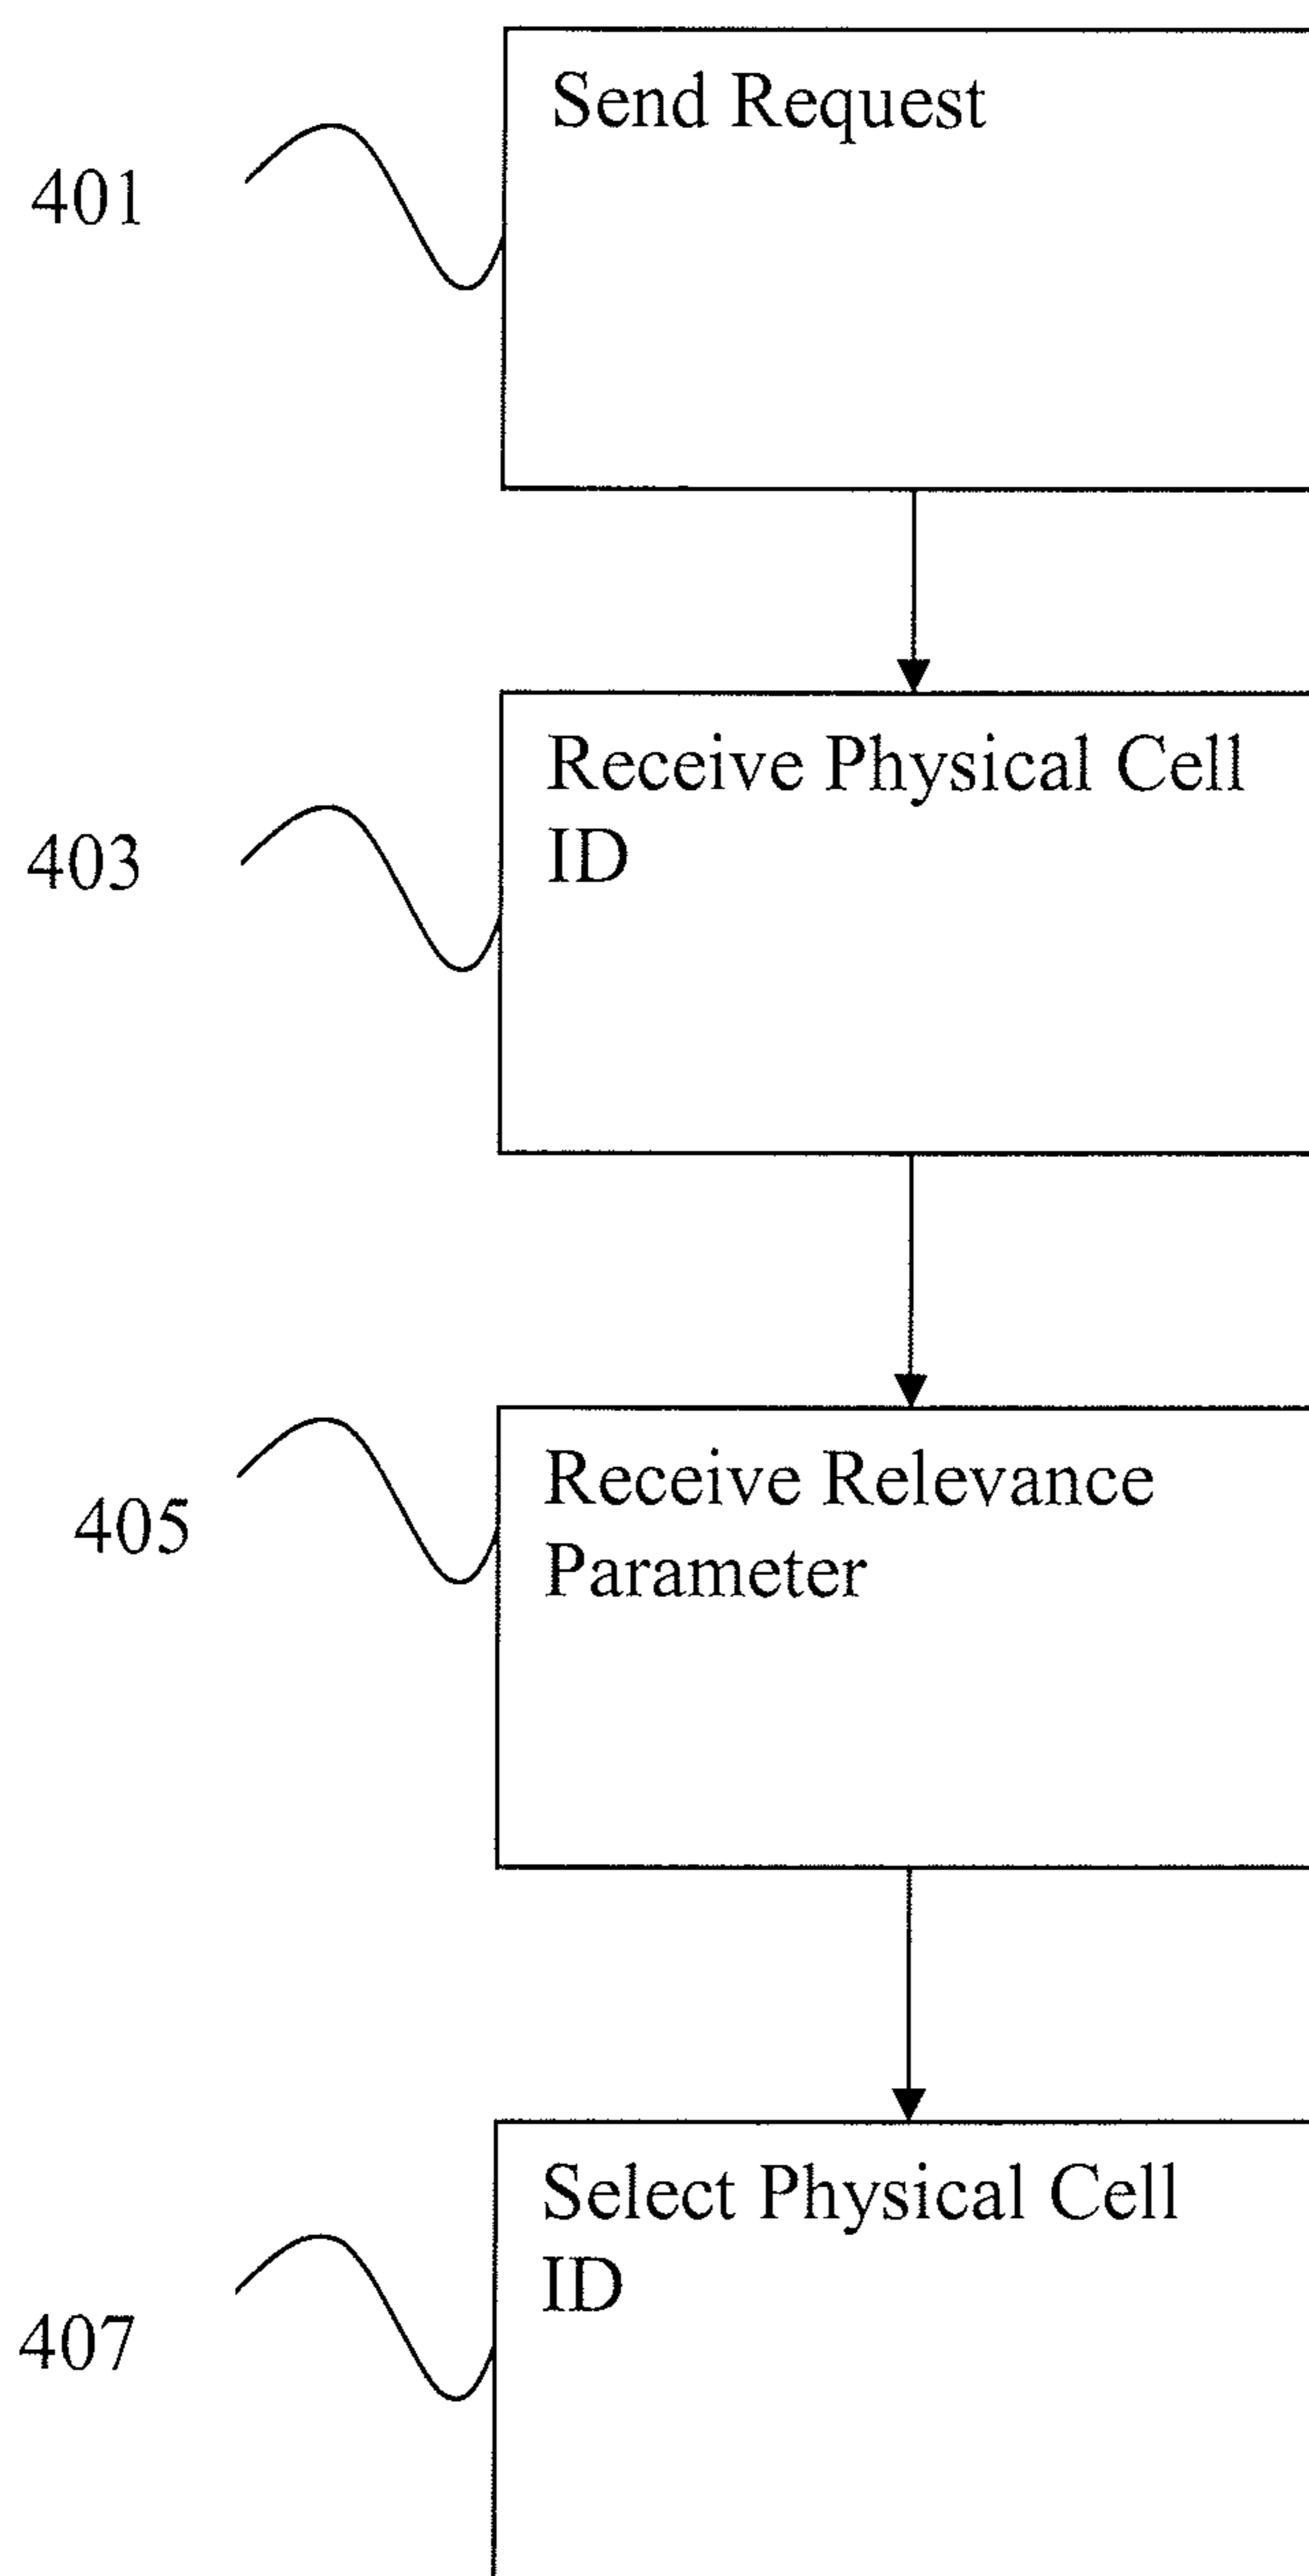 Send Request
401
Receive Physical Cell
ID
403
Receive Relevance
Parameter
405
Select Physical Cell
ID
407